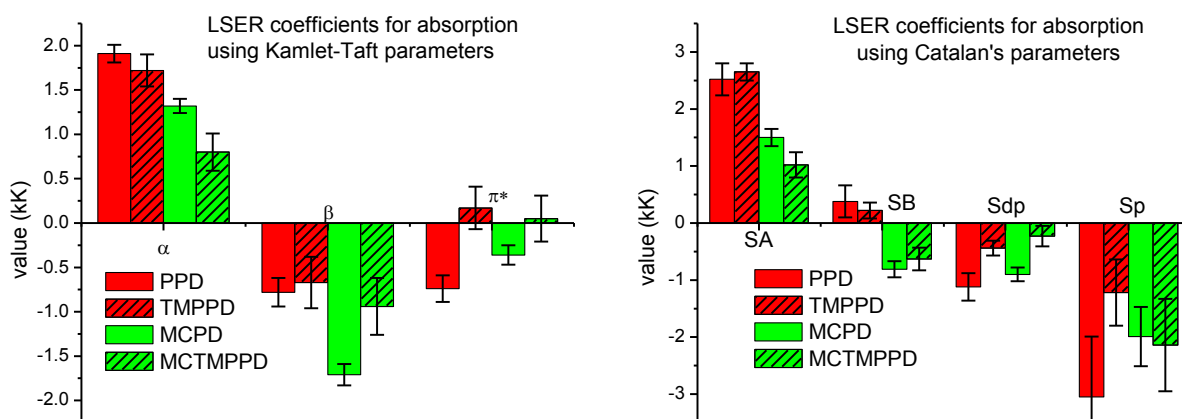 LSER coefficients for absorption
using Kamlet-Taft parameters
value (kK)
2.0
1.5
1.0
0.5
0.0
-0.5
-1.0
-1.5
-2.0
α
β
π*
PPD
TMPPD
MCPD
MCTMPPD
LSER coefficients for absorption
using Catalan's parameters
value (kK)
3
2
1
0
-1
-2
-3
SA
SB
Sdp
Sp
PPD
TMPPD
MCPD
MCTMPPD